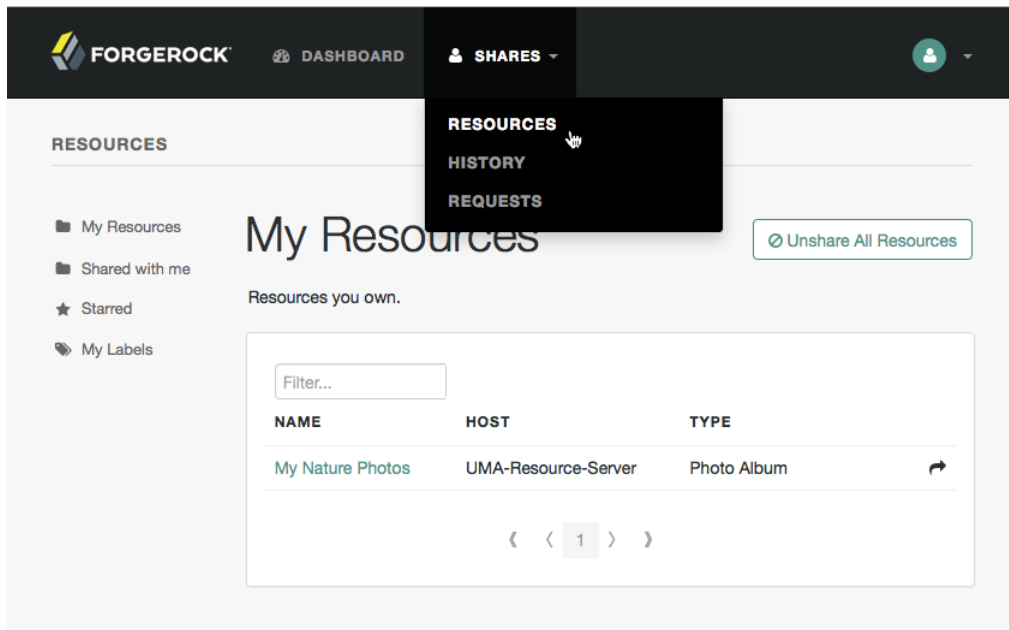 FORGEROCK
DASHBOARD
SHARES
RESOURCES
HISTORY
REQUESTS
RESOURCES
My Resources
Shared with me
Starred
My Labels
My Resources
Unshare All Resources
Resources you own.
Filter...
NAME HOST TYPE
My Nature Photos UMA-Resource-Server Photo Album
1